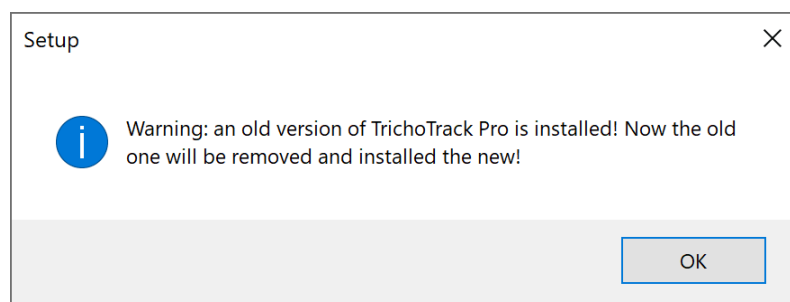 Setup
Warning: an old version of TrichoTrack Pro is installed! Now the old
one will be removed and installed the new!
OK